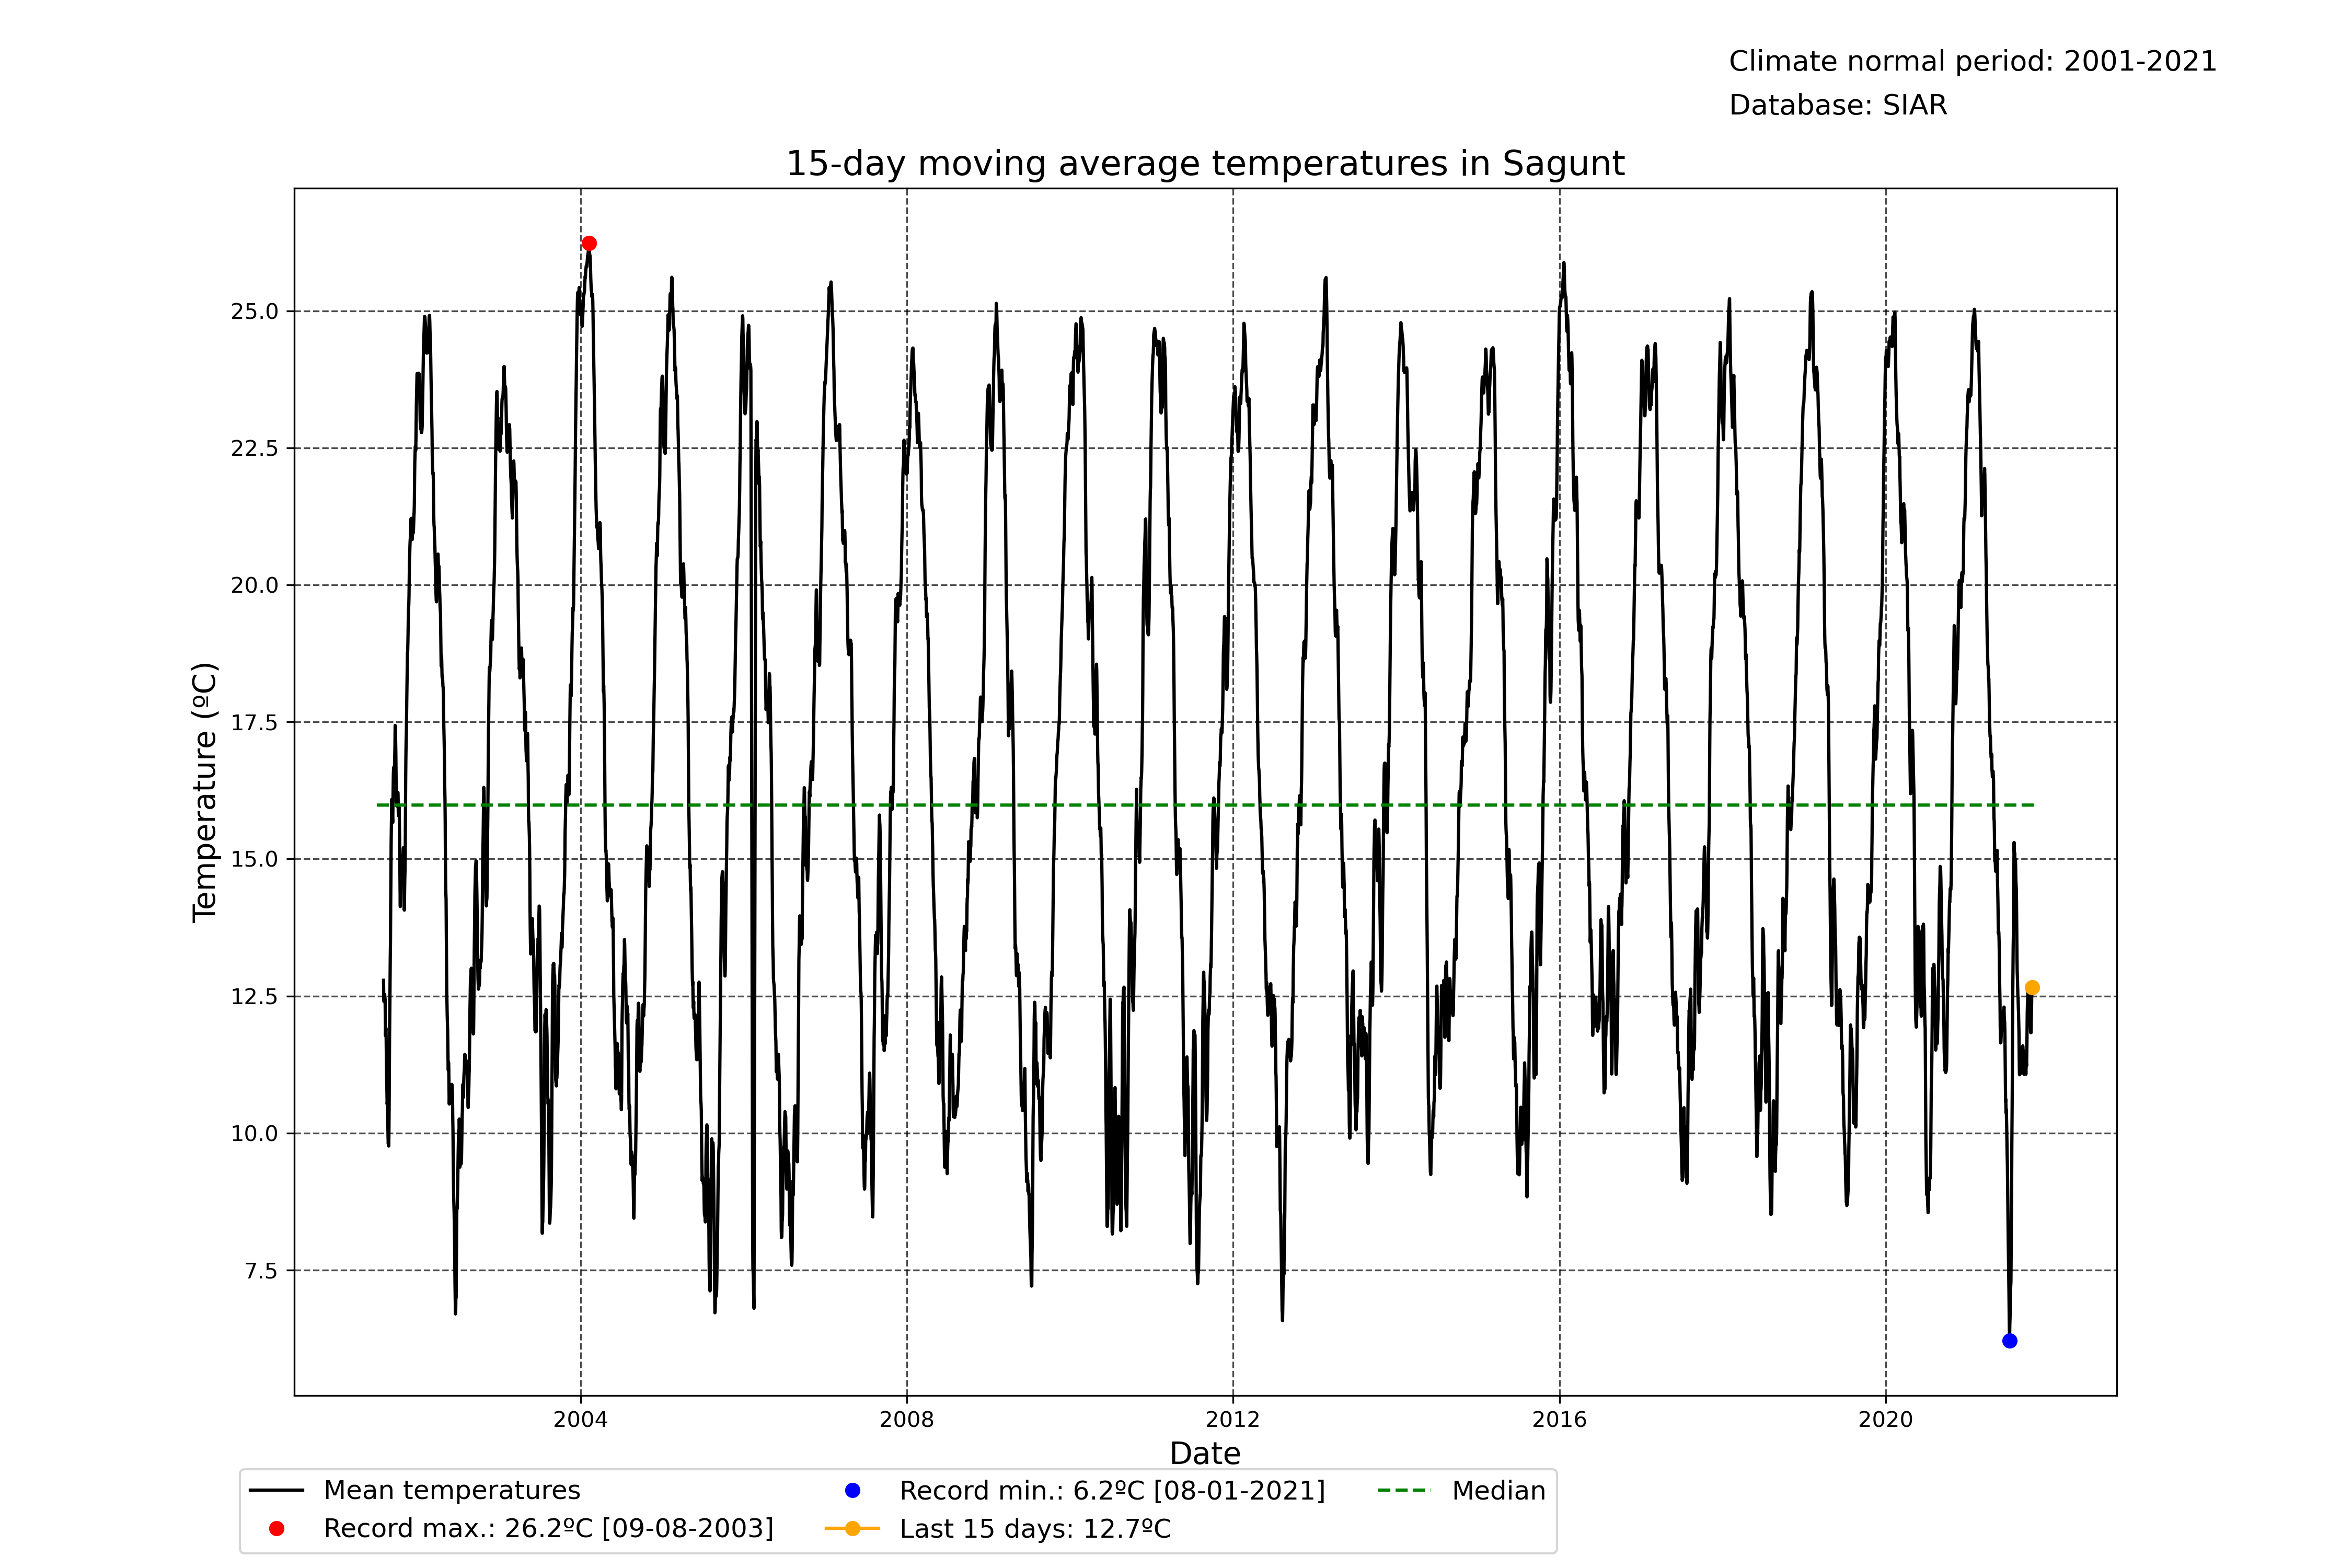 Climate normal period: 2001-2021
Database: SIAR
15-day moving average temperatures in Sagunt
25.0
22.5
20.0
17.5
15.0
12.5
10.0
7.5
Temperature (ºC)
2004 2008 2012 2016 2020
Date
Mean temperatures
Record max.: 26.2ºC [09-08-2003]
Record min.: 6.2ºC [08-01-2021]
Last 15 days: 12.7ºC
Median